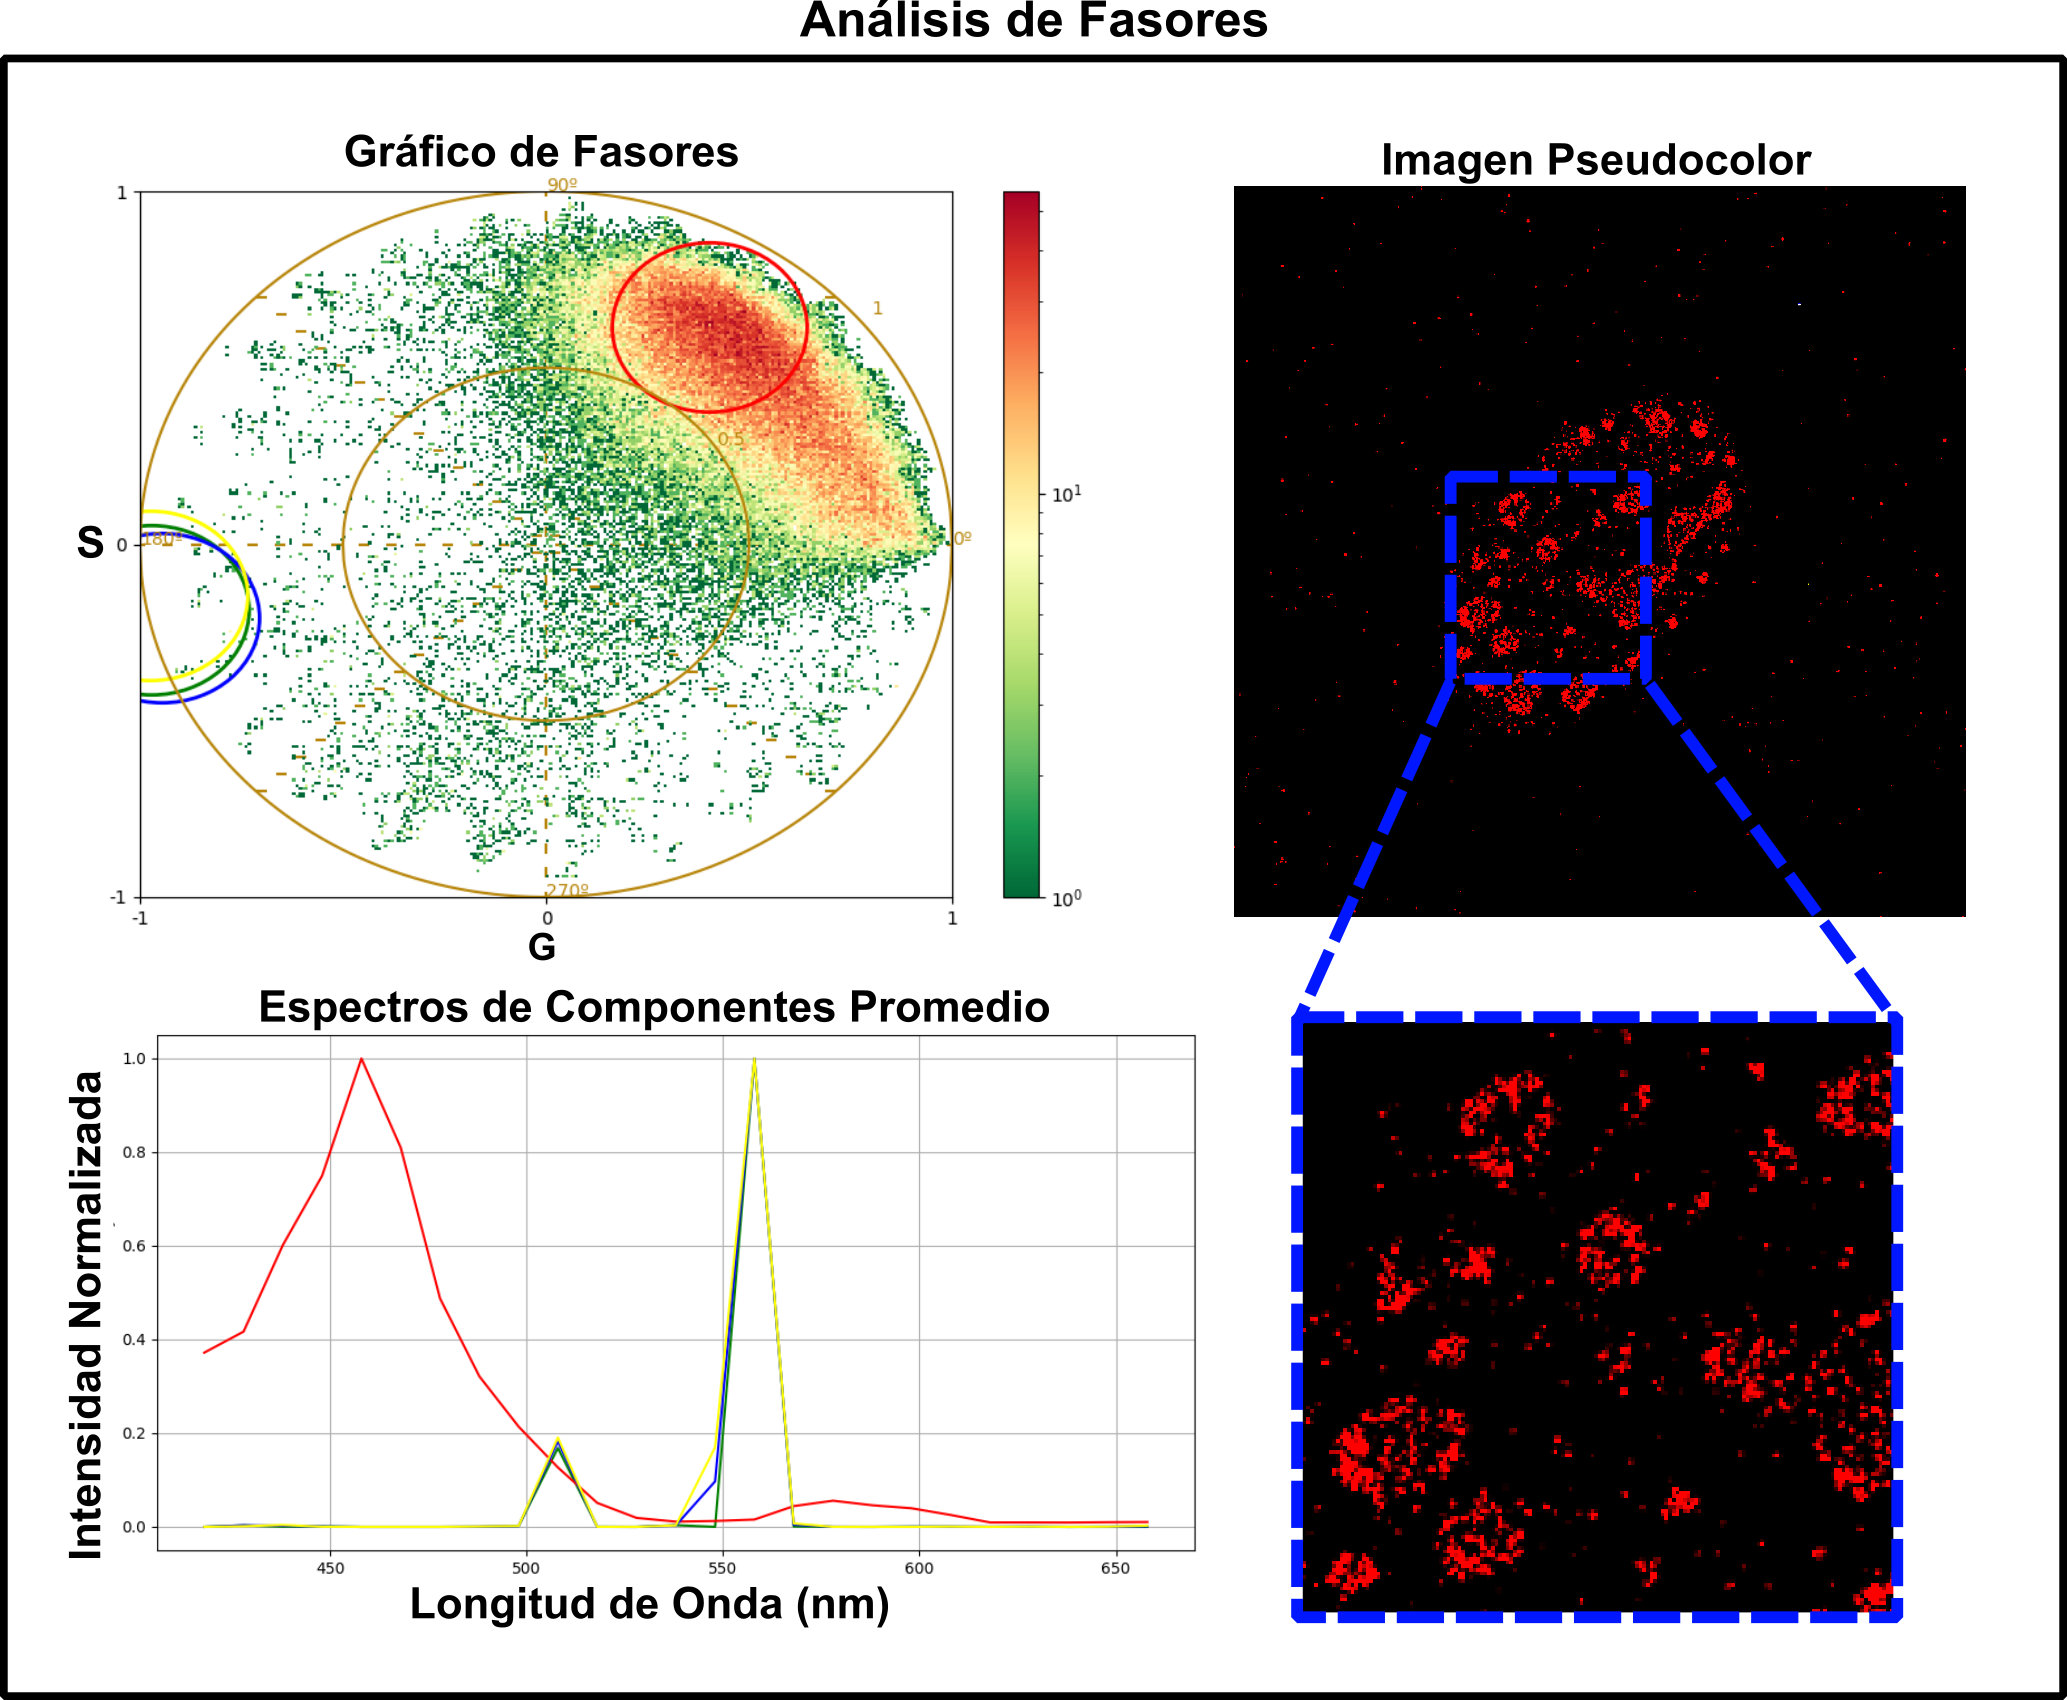 Análisis de Fasores
Gráfico de Fasores
Imagen Pseudocolor
1
90º
1
0.5
10¹
S
0
180º
0º
-1
270º
10⁰
-1
0
1
G
Espectros de Componentes Promedio
Intensidad Normalizada
1.0
0.8
0.6
0.4
0.2
0.0
450
500
550
600
650
Longitud de Onda (nm)